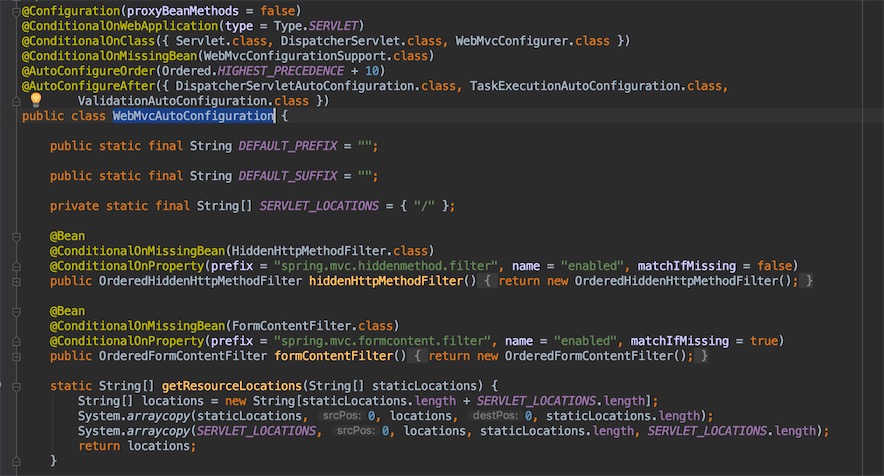 @Configuration(proxyBeanMethods = false)
@ConditionalOnWebApplication(type = Type.SERVLET)
@ConditionalOnClass({ Servlet.class, DispatcherServlet.class, WebMvcConfigurer.class })
@ConditionalOnMissingBean(WebMvcConfigurationSupport.class)
@AutoConfigureOrder(Ordered.HIGHEST_PRECEDENCE + 10)
@AutoConfigureAfter({ DispatcherServletAutoConfiguration.class, TaskExecutionAutoConfiguration.class,
ValidationAutoConfiguration.class })
public class WebMvcAutoConfiguration {
public static final String DEFAULT_PREFIX = "";
public static final String DEFAULT_SUFFIX = "";
private static final String[] SERVLET_LOCATIONS = { "/" };
@Bean
@ConditionalOnMissingBean(HiddenHttpMethodFilter.class)
@ConditionalOnProperty(prefix = "spring.mvc.hiddenmethod.filter", name = "enabled", matchIfMissing = false)
public OrderedHiddenHttpMethodFilter hiddenHttpMethodFilter() { return new OrderedHiddenHttpMethodFilter(); }
@Bean
@ConditionalOnMissingBean(FormContentFilter.class)
@ConditionalOnProperty(prefix = "spring.mvc.formcontent.filter", name = "enabled", matchIfMissing = true)
public OrderedFormContentFilter formContentFilter() { return new OrderedFormContentFilter(); }
static String[] getResourceLocations(String[] staticLocations) {
String[] locations = new String[staticLocations.length + SERVLET_LOCATIONS.length];
System.arraycopy(staticLocations, srcPos: 0, locations, destPos: 0, staticLocations.length);
System.arraycopy(SERVLET_LOCATIONS, srcPos: 0, locations, staticLocations.length, SERVLET_LOCATIONS.length);
return locations;
}